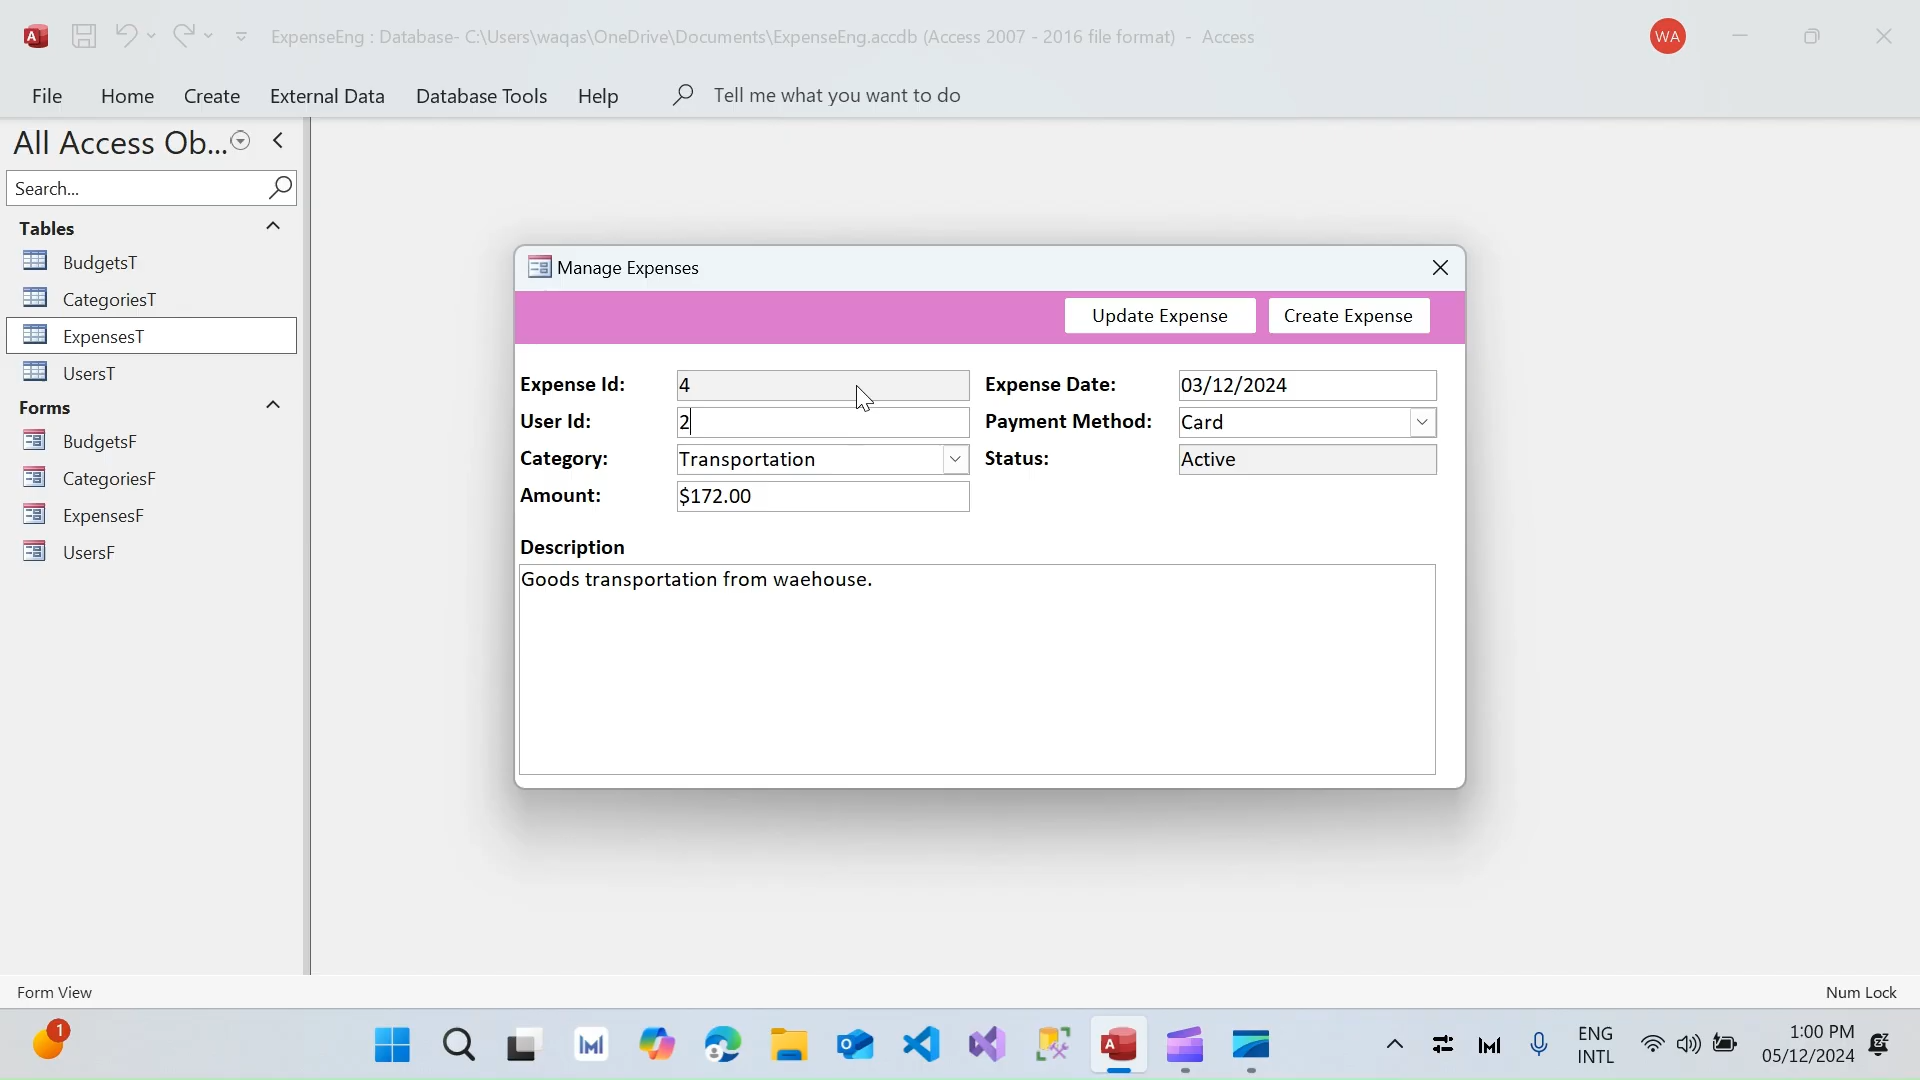 A ExpenseEng : Database- C:\Users\waqas\OneDrive\Documents\ExpenseEng.accdb (Access 2007 - 2016 file format) - Access WA
File Home Create External Data Database Tools Help Tell me what you want to do
All Access Ob...
Search...
Tables
BudgetsT
CategoriesT
ExpensesT
UsersT
Forms
BudgetsF
CategoriesF
ExpensesF
UsersF
Manage Expenses
Update Expense Create Expense
Expense Id: 4 Expense Date: 03/12/2024
User Id: 2 Payment Method: Card
Category: Transportation Status: Active
Amount: $172.00
Description
Goods transportation from waehouse.
Form View Num Lock
1 ENG 1:00 PM
INTL 05/12/2024